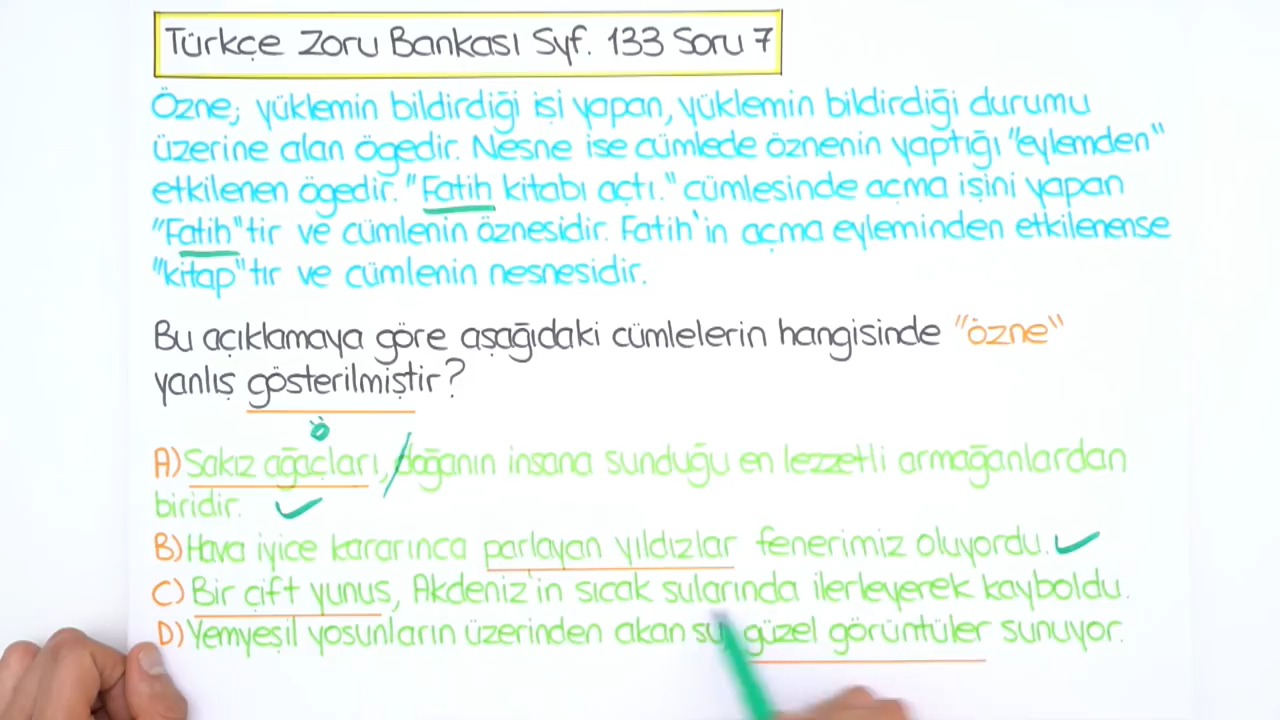 Türkçe Zoru Bankası Syf. 133 Soru 7
Özne; yüklemin bildirdiği işi yapan, yüklemin bildirdiği durumu
üzerine alan ögedir. Nesne ise cümlede öznenin yaptığı "eylemden"
etkilenen ögedir. "Fatih kitabı açtı." cümlesinde açma işini yapan
"Fatih"tir ve cümlenin öznesidir. Fatih'in açma eyleminden etkilenense
"kitap"tır ve cümlenin nesnesidir.
Bu açıklamaya göre aşağıdaki cümlelerin hangisinde "özne"
yanlış gösterilmiştir?
Ö
A) Sakız ağaçları, doğanın insana sunduğu en lezzetli armağanlardan
biridir.
B) Hava iyice kararınca parlayan yıldızlar fenerimiz oluyordu.
C) Bir çift yunus, Akdeniz'in sıcak sularında ilerleyerek kayboldu.
D) Yemyeşil yosunların üzerinden akan su güzel görüntüler sunuyor.